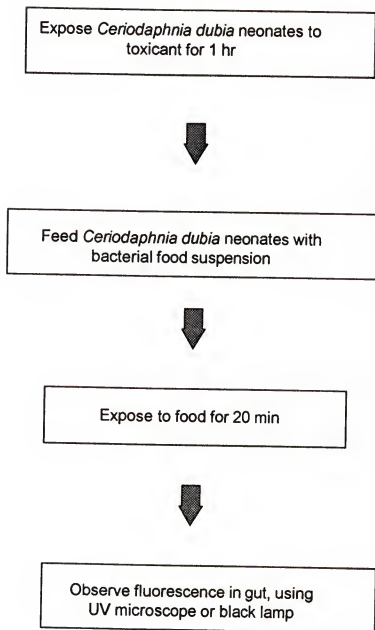 Expose Ceriodaphnia dubia neonates to
toxicant for 1 hr
Feed Ceriodaphnia dubia neonates with
bacterial food suspension
Expose to food for 20 min
Observe fluorescence in gut, using
UV microscope or black lamp